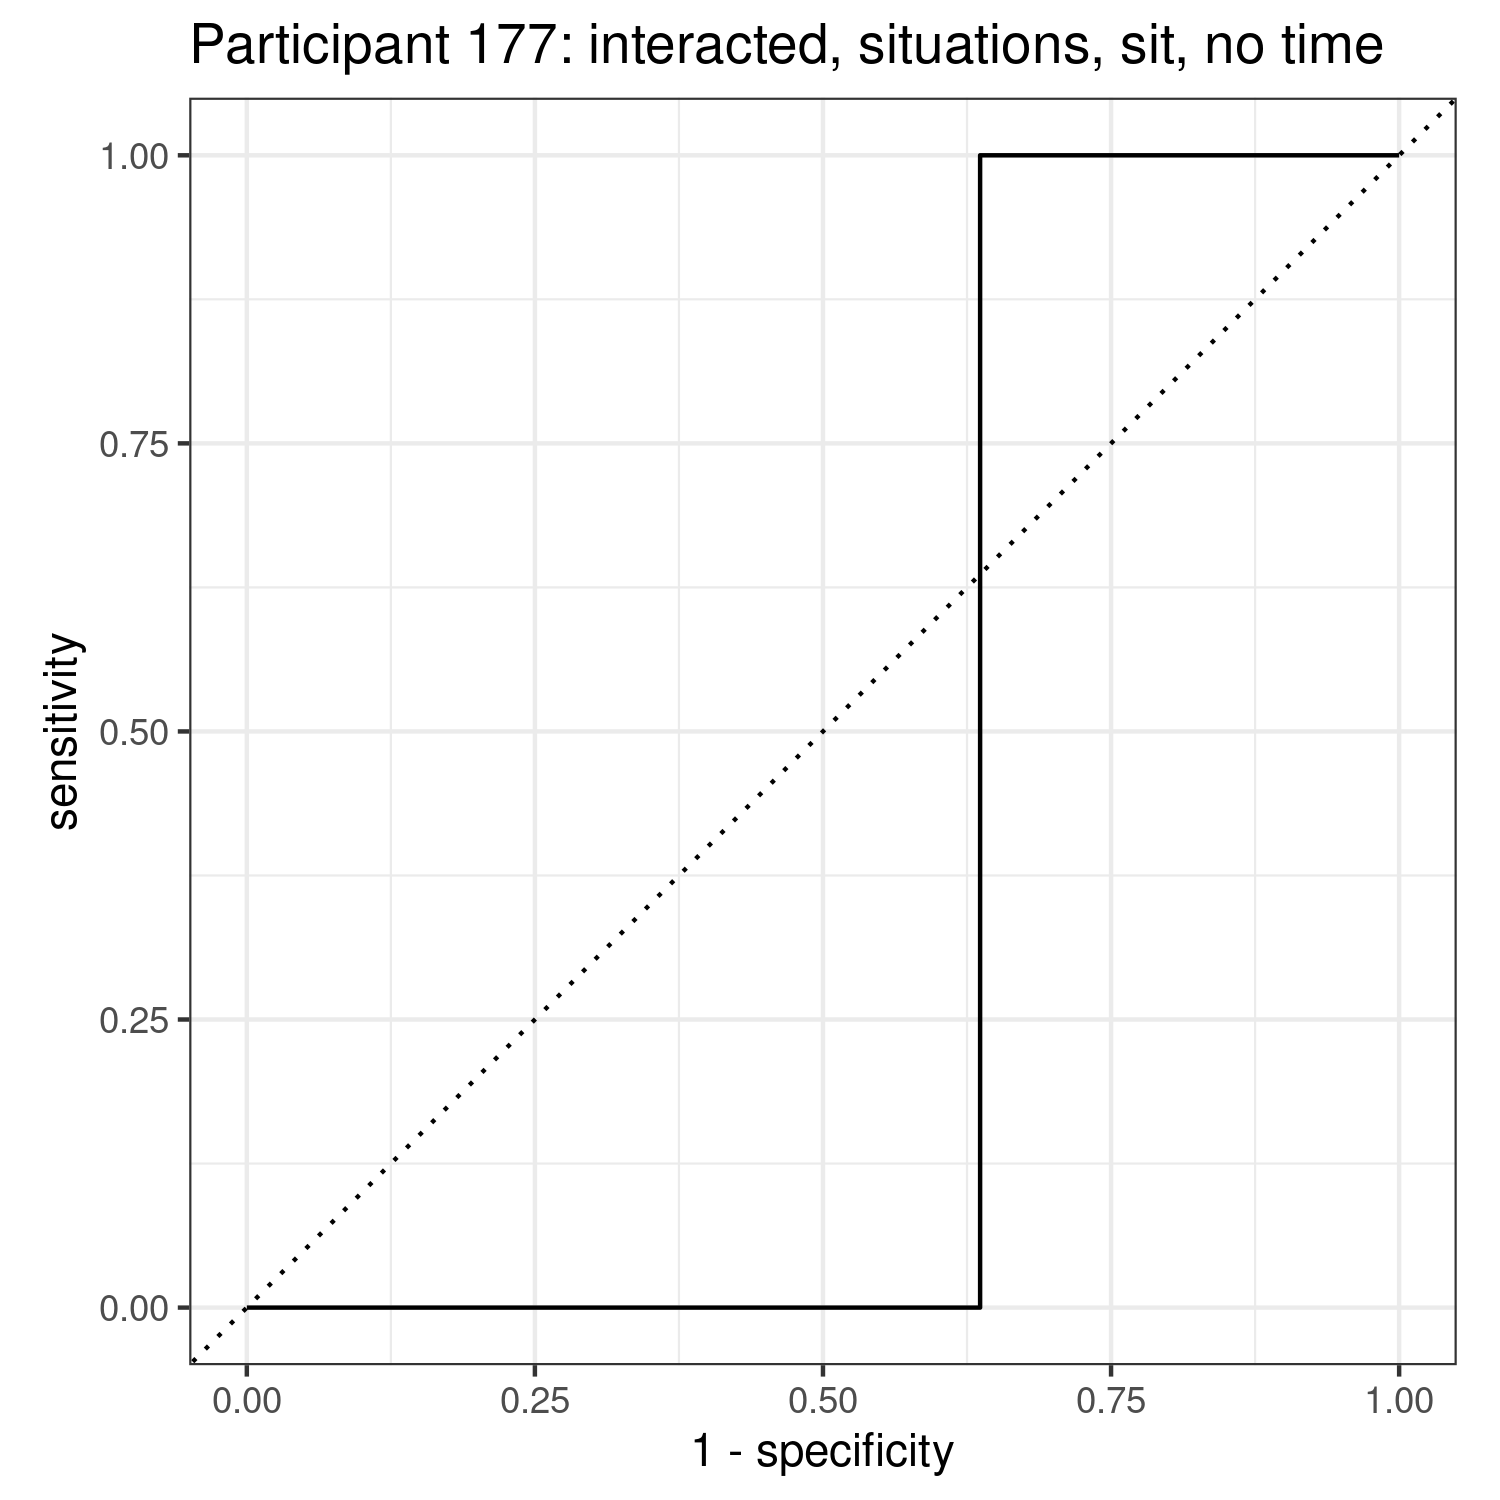 Participant 177: interacted, situations, sit, no time
1.00
0.75
0.50
0.25
0.00
sensitivity
0.00 0.25 0.50 0.75 1.00
1 - specificity